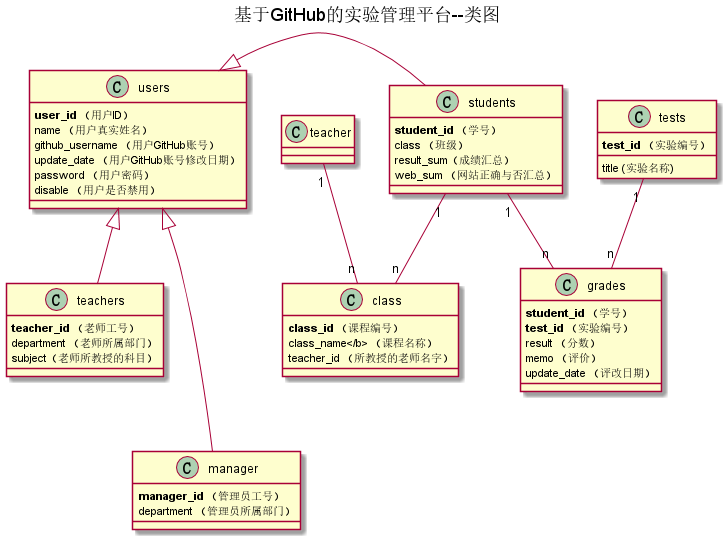 基于GitHub的实验管理平台--类图
C users
user_id （用户ID）
name （用户真实姓名）
github_username （用户GitHub账号）
update_date （用户GitHub账号修改日期）
password （用户密码）
disable （用户是否禁用）
C teacher
C students
student_id （学号）
class （班级）
result_sum（成绩汇总）
web_sum （网站正确与否汇总）
C tests
test_id （实验编号）
title (实验名称)
1
1
1
1
n
n
n
n
C teachers
teacher_id （老师工号）
department （老师所属部门）
subject（老师所教授的科目）
C class
class_id （课程编号）
class_name</b> （课程名称）
teacher_id （所教授的老师名字）
C grades
student_id （学号）
test_id （实验编号）
result （分数）
memo （评价）
update_date （评改日期）
C manager
manager_id （管理员工号）
department （管理员所属部门）